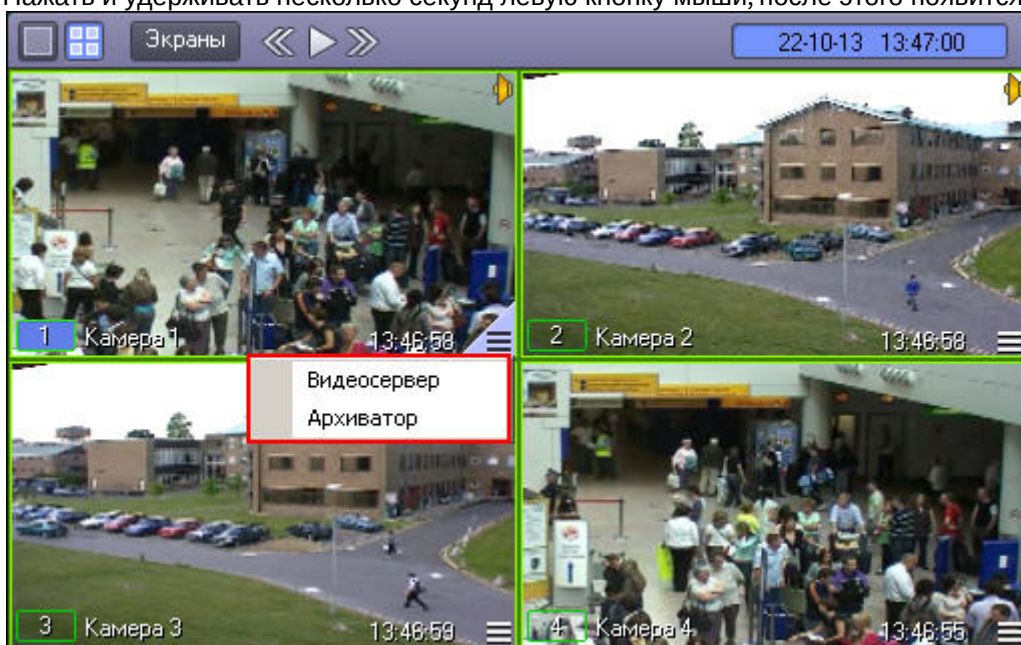 Нажать и удерживать несколько секунд левую кнопку мыши, после этого появится
Экраны
22-10-13 13:47:00
1 Камера 1 13:46:58
2 Камера 2 13:46:58
Видеосервер
Архиватор
3 Камера 3 13:46:59
4 Камера 4 13:46:55